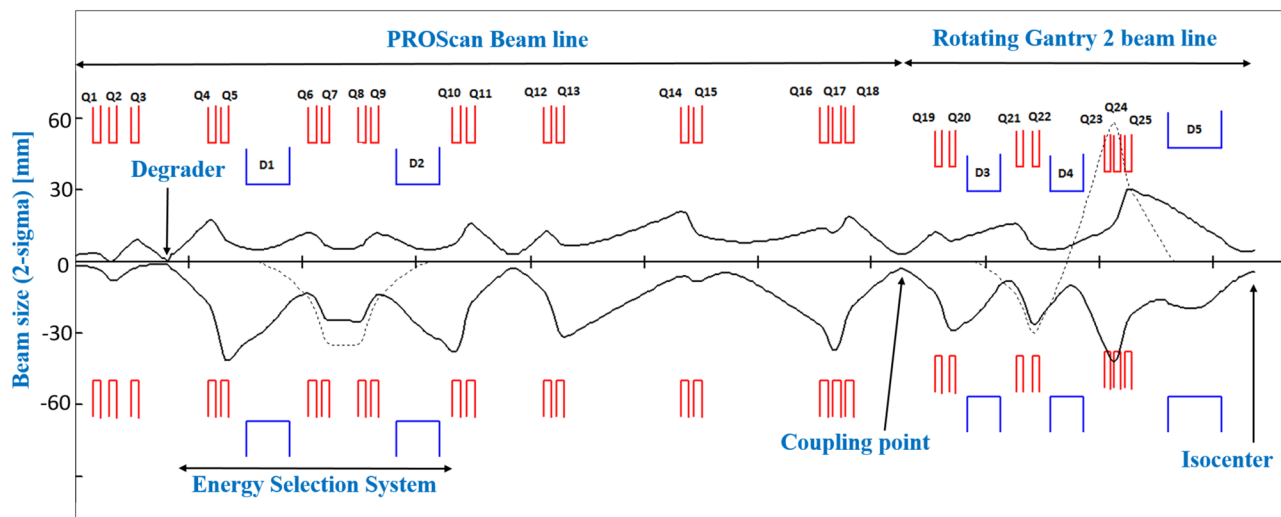 PROScan Beam line
Rotating Gantry 2 beam line
Q1 Q2 Q3 Q4 Q5 Q6 Q7 Q8 Q9 Q10 Q11 Q12 Q13 Q14 Q15 Q16 Q17 Q18
Q19 Q20 Q21 Q22 Q23 Q24 Q25
D1 D2 D3 D4 D5
Degrader
Beam size (2-sigma) [mm]
60
30
0
-30
-60
Coupling point
Isocenter
Energy Selection System